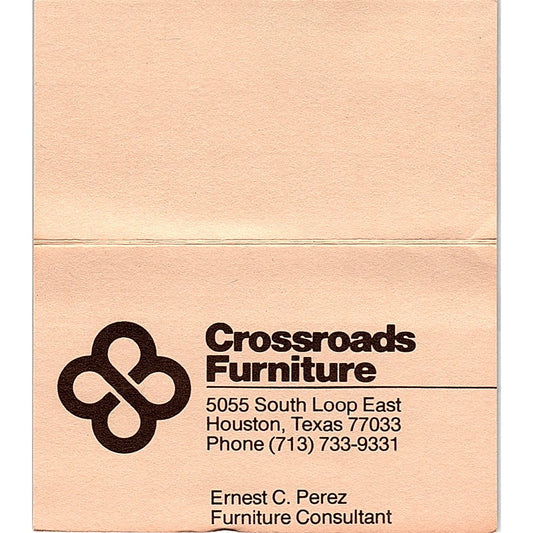 Crossroads
Furniture
5055 South Loop East
Houston, Texas 77033
Phone (713) 733-9331
Ernest C. Perez
Furniture Consultant